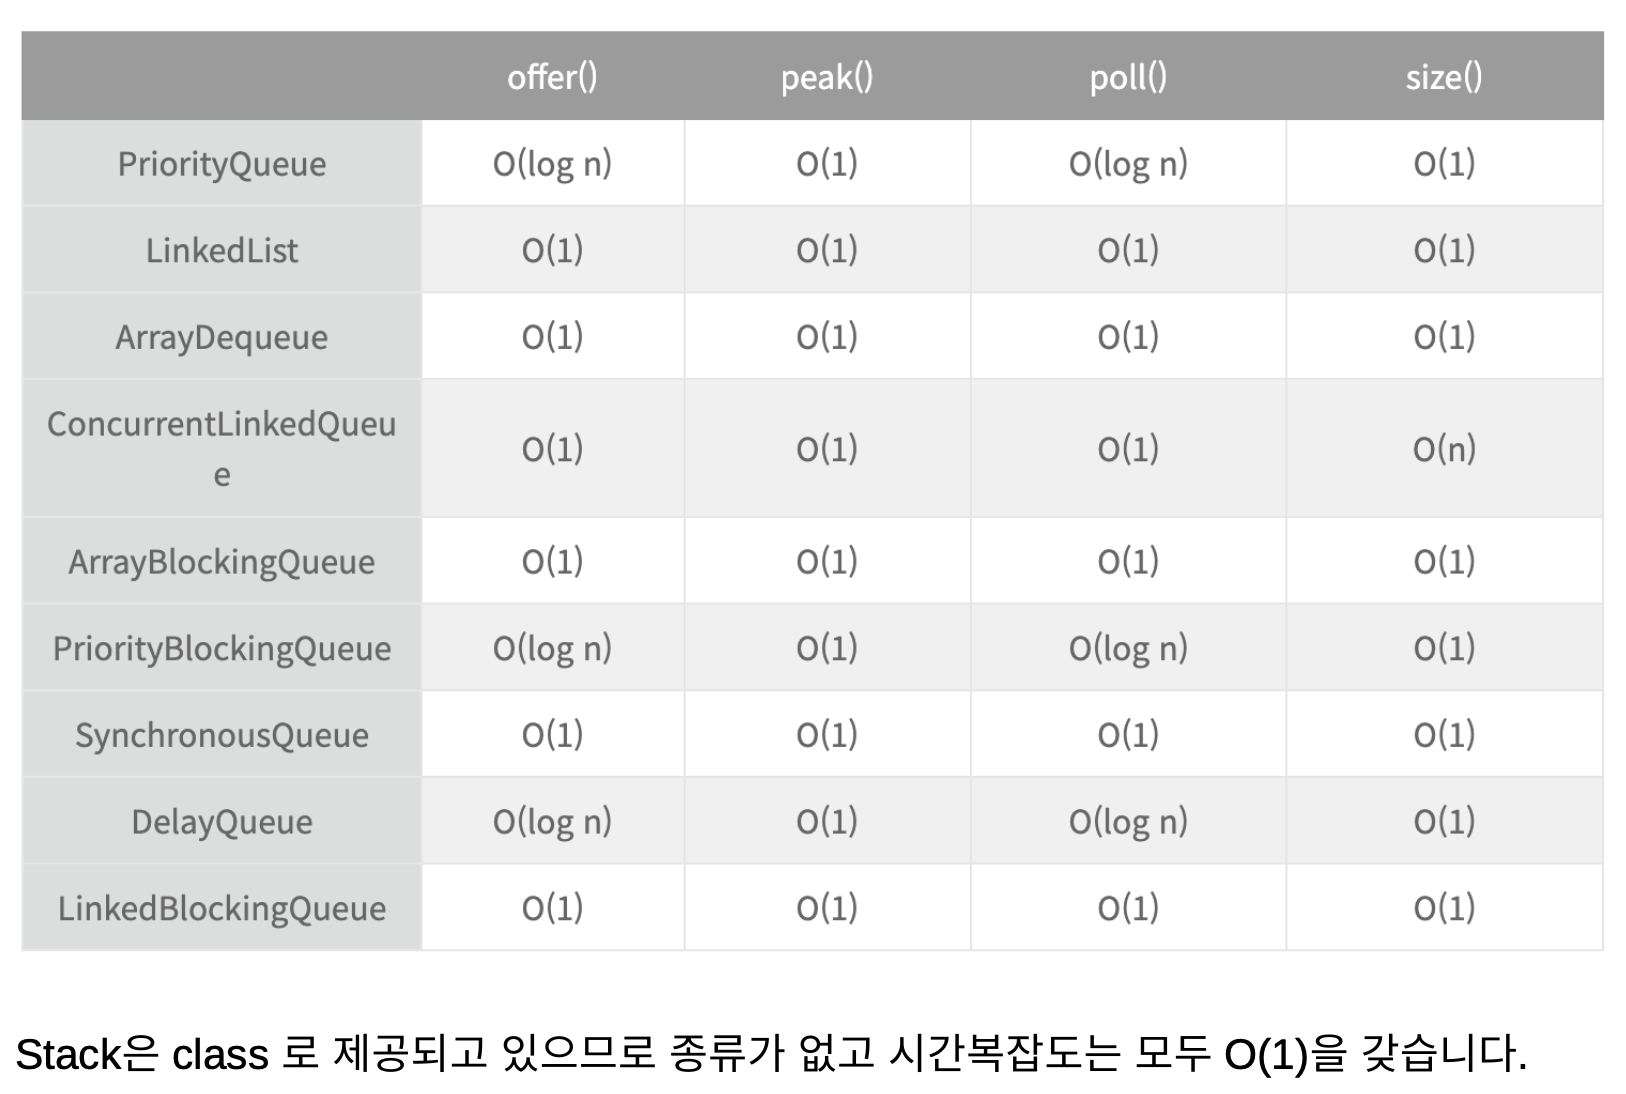 offer() peak() poll() size()
PriorityQueue O(log n) O(1) O(log n) O(1)
LinkedList O(1) O(1) O(1) O(1)
ArrayDequeue O(1) O(1) O(1) O(1)
ConcurrentLinkedQueu
e O(1) O(1) O(1) O(n)
ArrayBlockingQueue O(1) O(1) O(1) O(1)
PriorityBlockingQueue O(log n) O(1) O(log n) O(1)
SynchronousQueue O(1) O(1) O(1) O(1)
DelayQueue O(log n) O(1) O(log n) O(1)
LinkedBlockingQueue O(1) O(1) O(1) O(1)
Stack은 class 로 제공되고 있으므로 종류가 없고 시간복잡도는 모두 O(1)을 갖습니다.